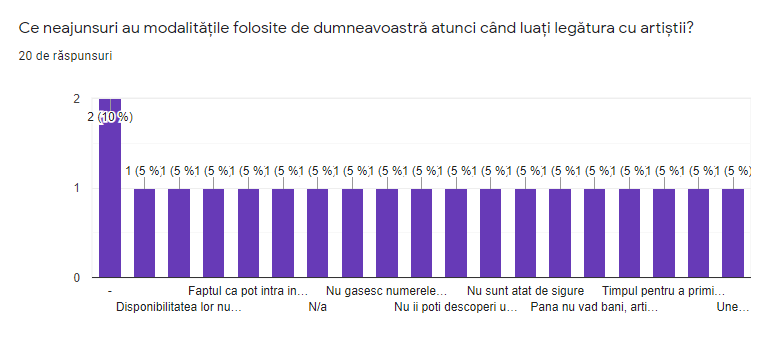 Ce neajunsuri au modalitățile folosite de dumneavoastră atunci când luați legătura cu artiștii?
20 de răspunsuri
2
2 (10 %)
1 (5 %) 1 (5 %) 1 (5 %) 1 (5 %) 1 (5 %) 1 (5 %) 1 (5 %) 1 (5 %) 1 (5 %) 1 (5 %) 1 (5 %) 1 (5 %) 1 (5 %) 1 (5 %) 1 (5 %) 1 (5 %) 1 (5 %) 1 (5 %)
1
0
- Faptul ca pot intra in… Nu gasesc numerele… Nu sunt atat de sigure Timpul pentru a primi…
Disponibilitatea lor nu… N/a Nu ii poti descoperi u… Pana nu vad bani, arti… Une…